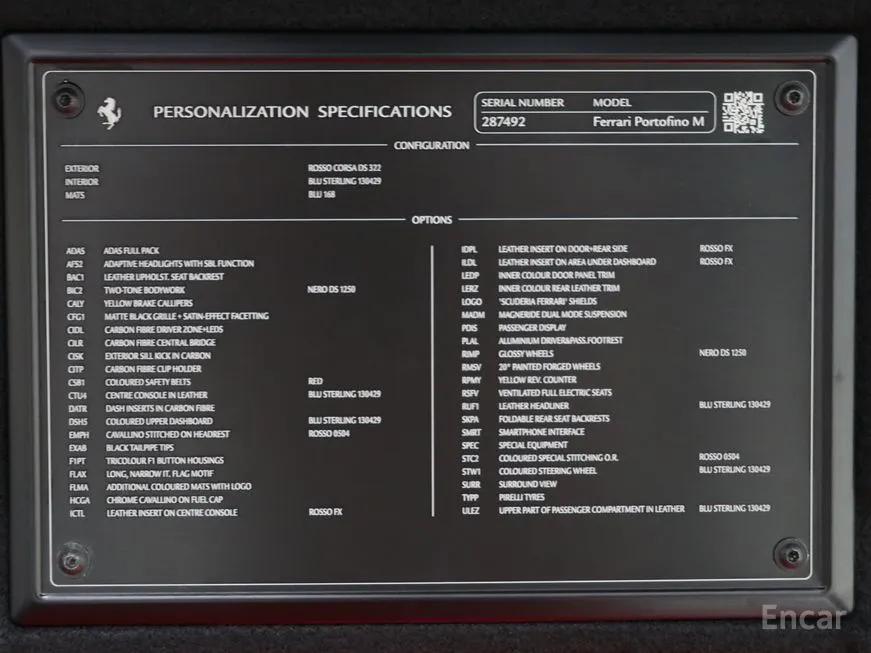 PERSONALIZATION SPECIFICATIONS
SERIAL NUMBER MODEL
287492 Ferrari Portofino M
CONFIGURATION
EXTERIOR ROSSO CORSA DS 322
INTERIOR BLU STERLING 130429
MATS BLU 168
OPTIONS
ADAS ADAS FULL PACK
AFS2 ADAPTIVE HEADLIGHTS WITH SBL FUNCTION
BAC1 LEATHER UPHOLST. SEAT BACKREST
BIC2 TWO-TONE BODYWORK NERO DS 1250
CALY YELLOW BRAKE CALLIPERS
CFG1 MATTE BLACK GRILLE + SATIN-EFFECT FACETTING
CIDL CARBON FIBRE DRIVER ZONE+LEDS
CILR CARBON FIBRE CENTRAL BRIDGE
CISK EXTERIOR SILL KICK IN CARBON
CITP CARBON FIBRE CUP HOLDER
CSB1 COLOURED SAFETY BELTS RED
CTU4 CENTRE CONSOLE IN LEATHER BLU STERLING 130429
DATR DASH INSERTS IN CARBON FIBRE
DSH5 COLOURED UPPER DASHBOARD BLU STERLING 130429
EMPH CAVALLINO STITCHED ON HEADREST ROSSO 0504
EXAB BLACK TAILPIPE TIPS
F1PT TRICOLOUR F1 BUTTON HOUSINGS
FLAX LONG, NARROW IT. FLAG MOTIF
FLMA ADDITIONAL COLOURED MATS WITH LOGO
HCGA CHROME CAVALLINO ON FUEL CAP
ICTL LEATHER INSERT ON CENTRE CONSOLE ROSSO FX
IDPL LEATHER INSERT ON DOOR+REAR SIDE ROSSO FX
ILDL LEATHER INSERT ON AREA UNDER DASHBOARD ROSSO FX
LEDP INNER COLOUR DOOR PANEL TRIM
LERZ INNER COLOUR REAR LEATHER TRIM
LOGO "SCUDERIA FERRARI" SHIELDS
MADM MAGNERIDE DUAL MODE SUSPENSION
PDIS PASSENGER DISPLAY
PLAL ALUMINIUM DRIVER&PASS.FOOTREST
RIMP GLOSSY WHEELS NERO DS 1250
RMSV 20" PAINTED FORGED WHEELS
RPMY YELLOW REV. COUNTER
RSFV VENTILATED FULL ELECTRIC SEATS
RUF1 LEATHER HEADLINER BLU STERLING 130429
SKPA FOLDABLE REAR SEAT BACKRESTS
SMRT SMARTPHONE INTERFACE
SPEC SPECIAL EQUIPMENT
STC2 COLOURED SPECIAL STITCHING O.R. ROSSO 0504
STW1 COLOURED STEERING WHEEL BLU STERLING 130429
SURR SURROUND VIEW
TYPP PIRELLI TYRES
ULEZ UPPER PART OF PASSENGER COMPARTMENT IN LEATHER BLU STERLING 130429
Encar